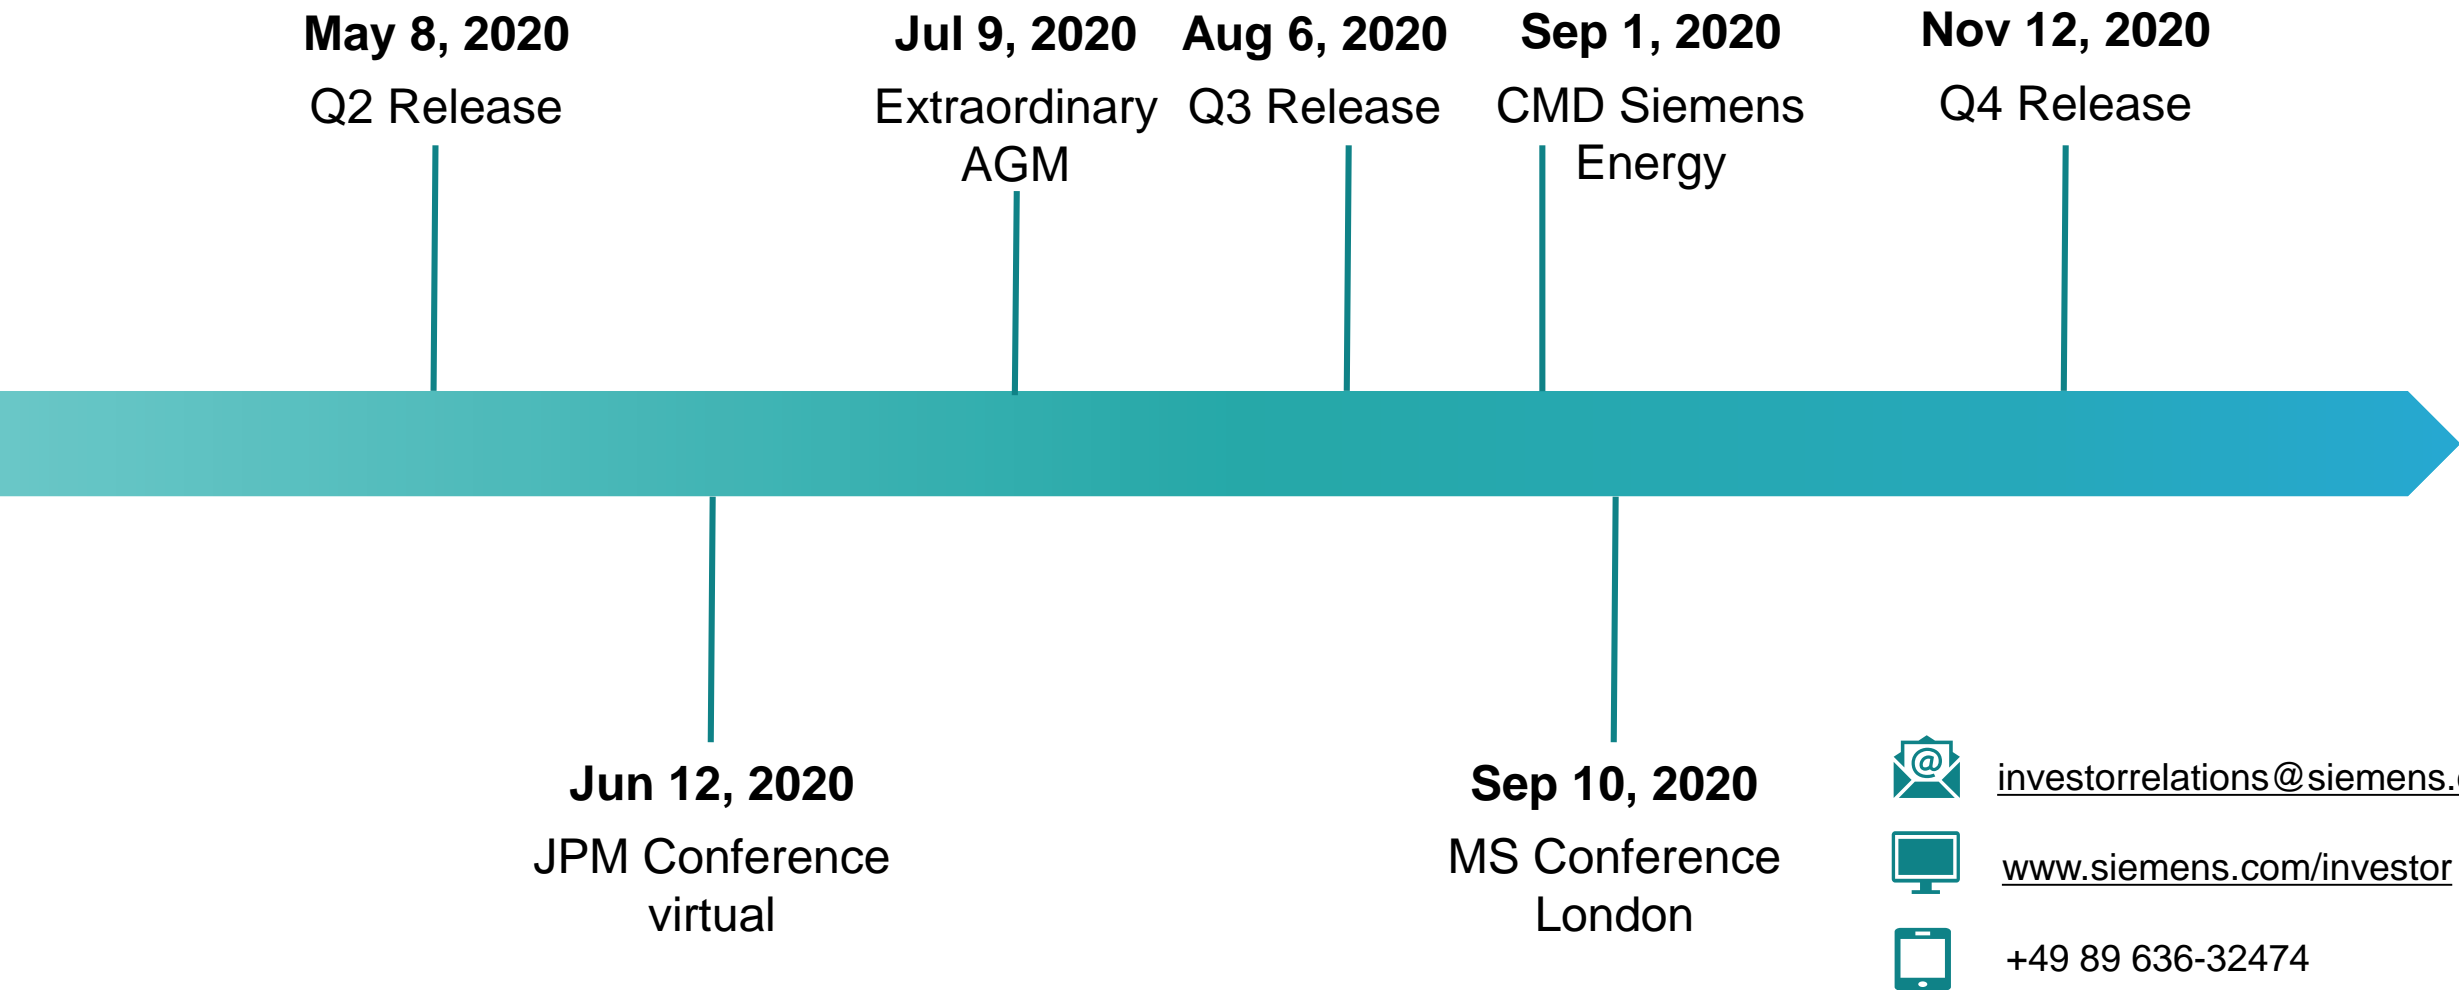 May 8, 2020
Q2 Release
Jul 9, 2020
Extraordinary
AGM
Aug 6, 2020
Q3 Release
Sep 1, 2020
CMD Siemens
Energy
Nov 12, 2020
Q4 Release
Jun 12, 2020
JPM Conference
virtual
Sep 10, 2020
MS Conference
London
@
investorrelations@siemens.
www.siemens.com/investor
+49 89 636-32474